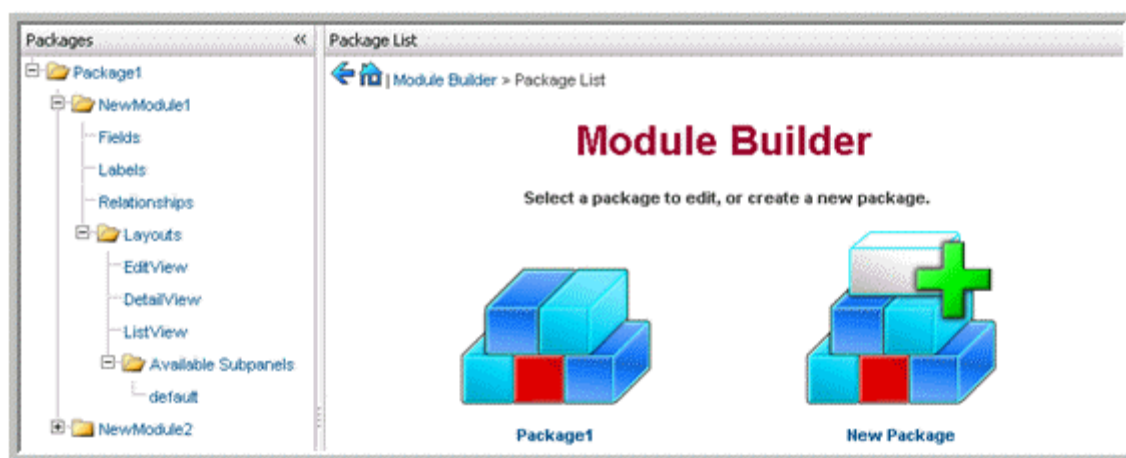 Packages <<
Package1
NewModule1
Fields
Labels
Relationships
Layouts
EditView
DetailView
ListView
Available Subpanels
default
NewModule2
Package List
| Module Builder > Package List
Module Builder
Select a package to edit, or create a new package.
Package1
New Package